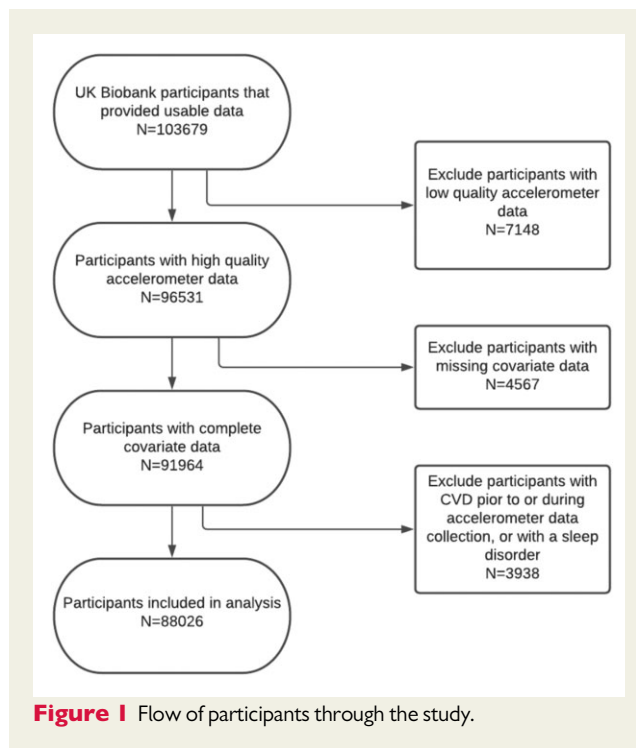 UK Biobank participants that
provided usable data
N=103679
Exclude participants with
low quality accelerometer
data
N=7148
Participants with high quality
accelerometer data
N=96531
Exclude participants with
missing covariate data
N=4567
Participants with complete
covariate data
N=91964
Exclude participants with
CVD pior to or during
accelerometer data
collection, or with a sleep
disorder
N=3938
Participants included in analysis
N=88026
Figure 1 Flow of participants through the study.